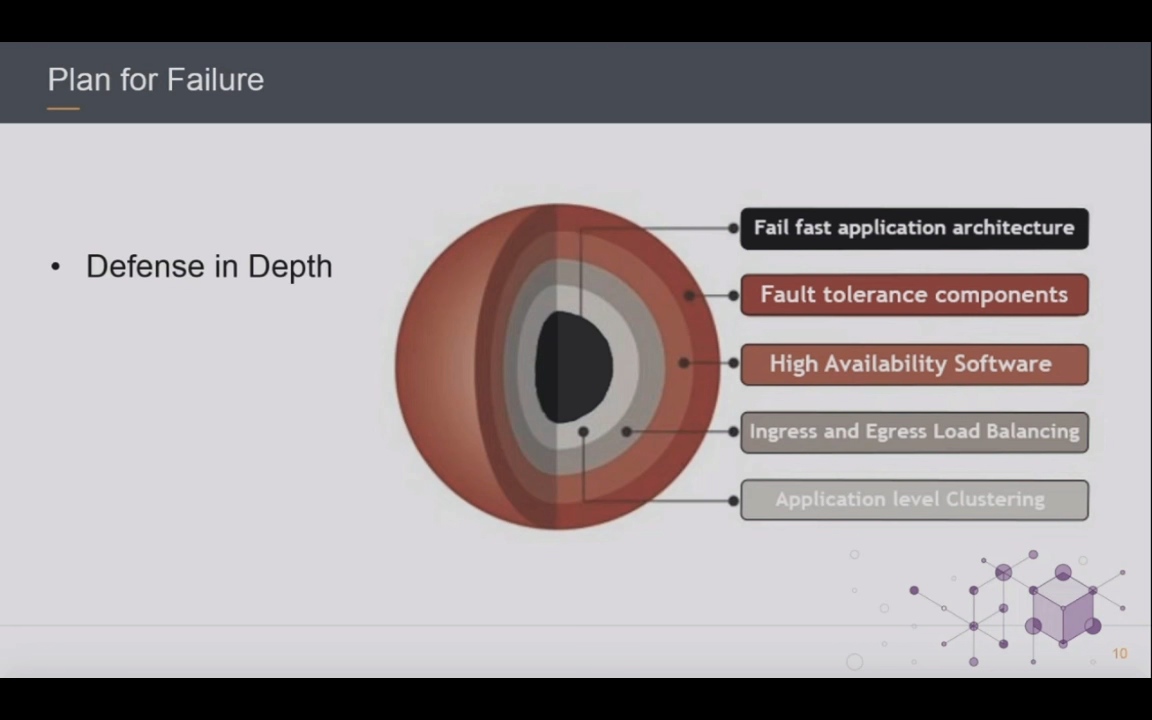 Plan for Failure
• Defense in Depth
Fail fast application architecture
Fault tolerance components
High Availability Software
Ingress and Egress Load Balancing
Application level Clustering
10